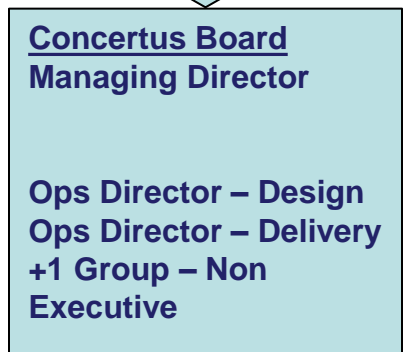 Concertus Board
Managing Director
Ops Director – Design
Ops Director – Delivery
+1 Group – Non
Executive